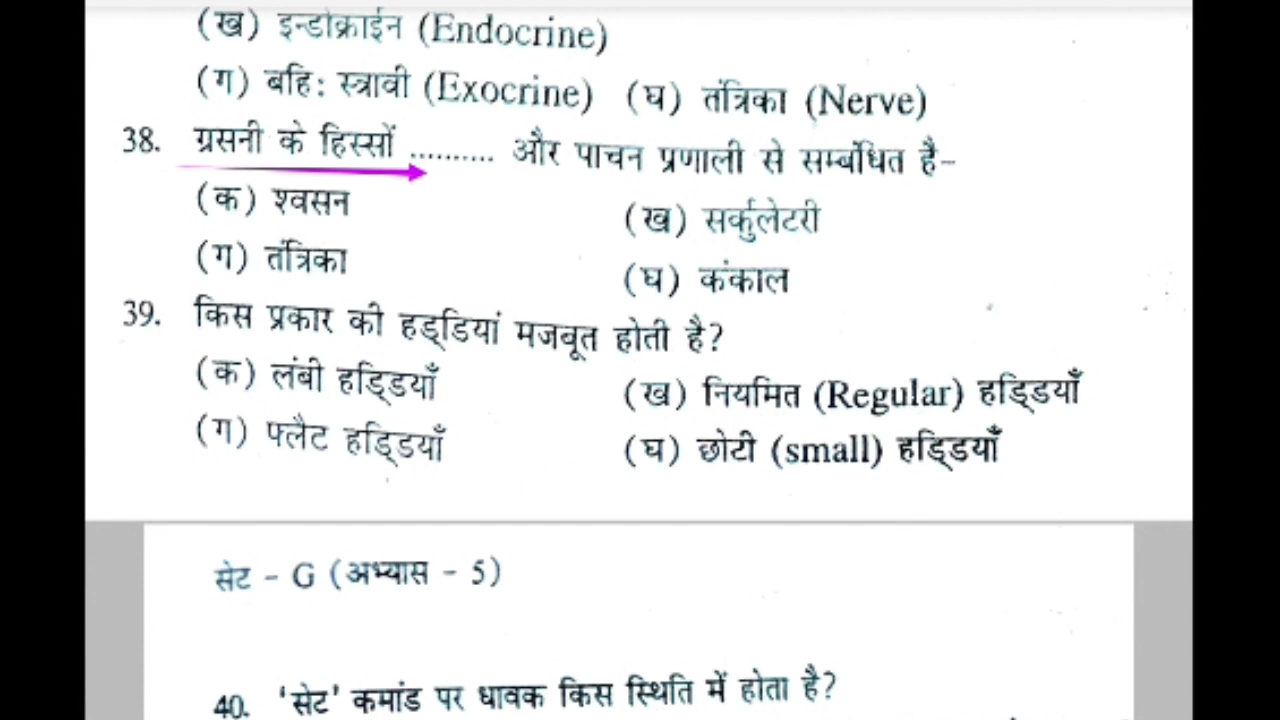 (ख) इन्डोक्राईन (Endocrine)
(ग) बहि: स्त्रावी (Exocrine) (घ) तंत्रिका (Nerve)
38. ग्रसनी के हिस्सों .......... और पाचन प्रणाली से सम्बंधित है-
(क) श्वसन (ख) सर्कुलेटरी
(ग) तंत्रिका (घ) कंकाल
39. किस प्रकार की हड्डियां मजबूत होती है?
(क) लंबी हड्डियाँ (ख) नियमित (Regular) हड्डियाँ
(ग) फ्लैट हड्डियाँ (घ) छोटी (small) हड्डियाँ
सेट - G (अभ्यास - 5)
40. 'सेट' कमांड पर धावक किस स्थिति में होता है?